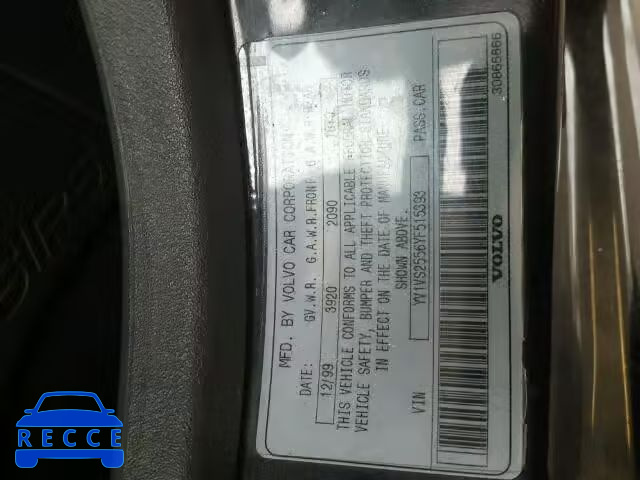 MFD. BY VOLVO CAR CORPORATION
DATE: GV.W.R. G.A.W.R.FRONT
12/99 3920 2090
THIS VEHICLE CONFORMS TO ALL APPLICABLE FEDERAL MOTOR
VEHICLE SAFETY, BUMPER AND THEFT PROTECTION STANDARDS
IN EFFECT ON THE DATE OF MANUFACTURE
SHOWN ABOVE.
VIN YV1VS2556YF515393 PASS.CAR
VOLVO 30865866
RECCE